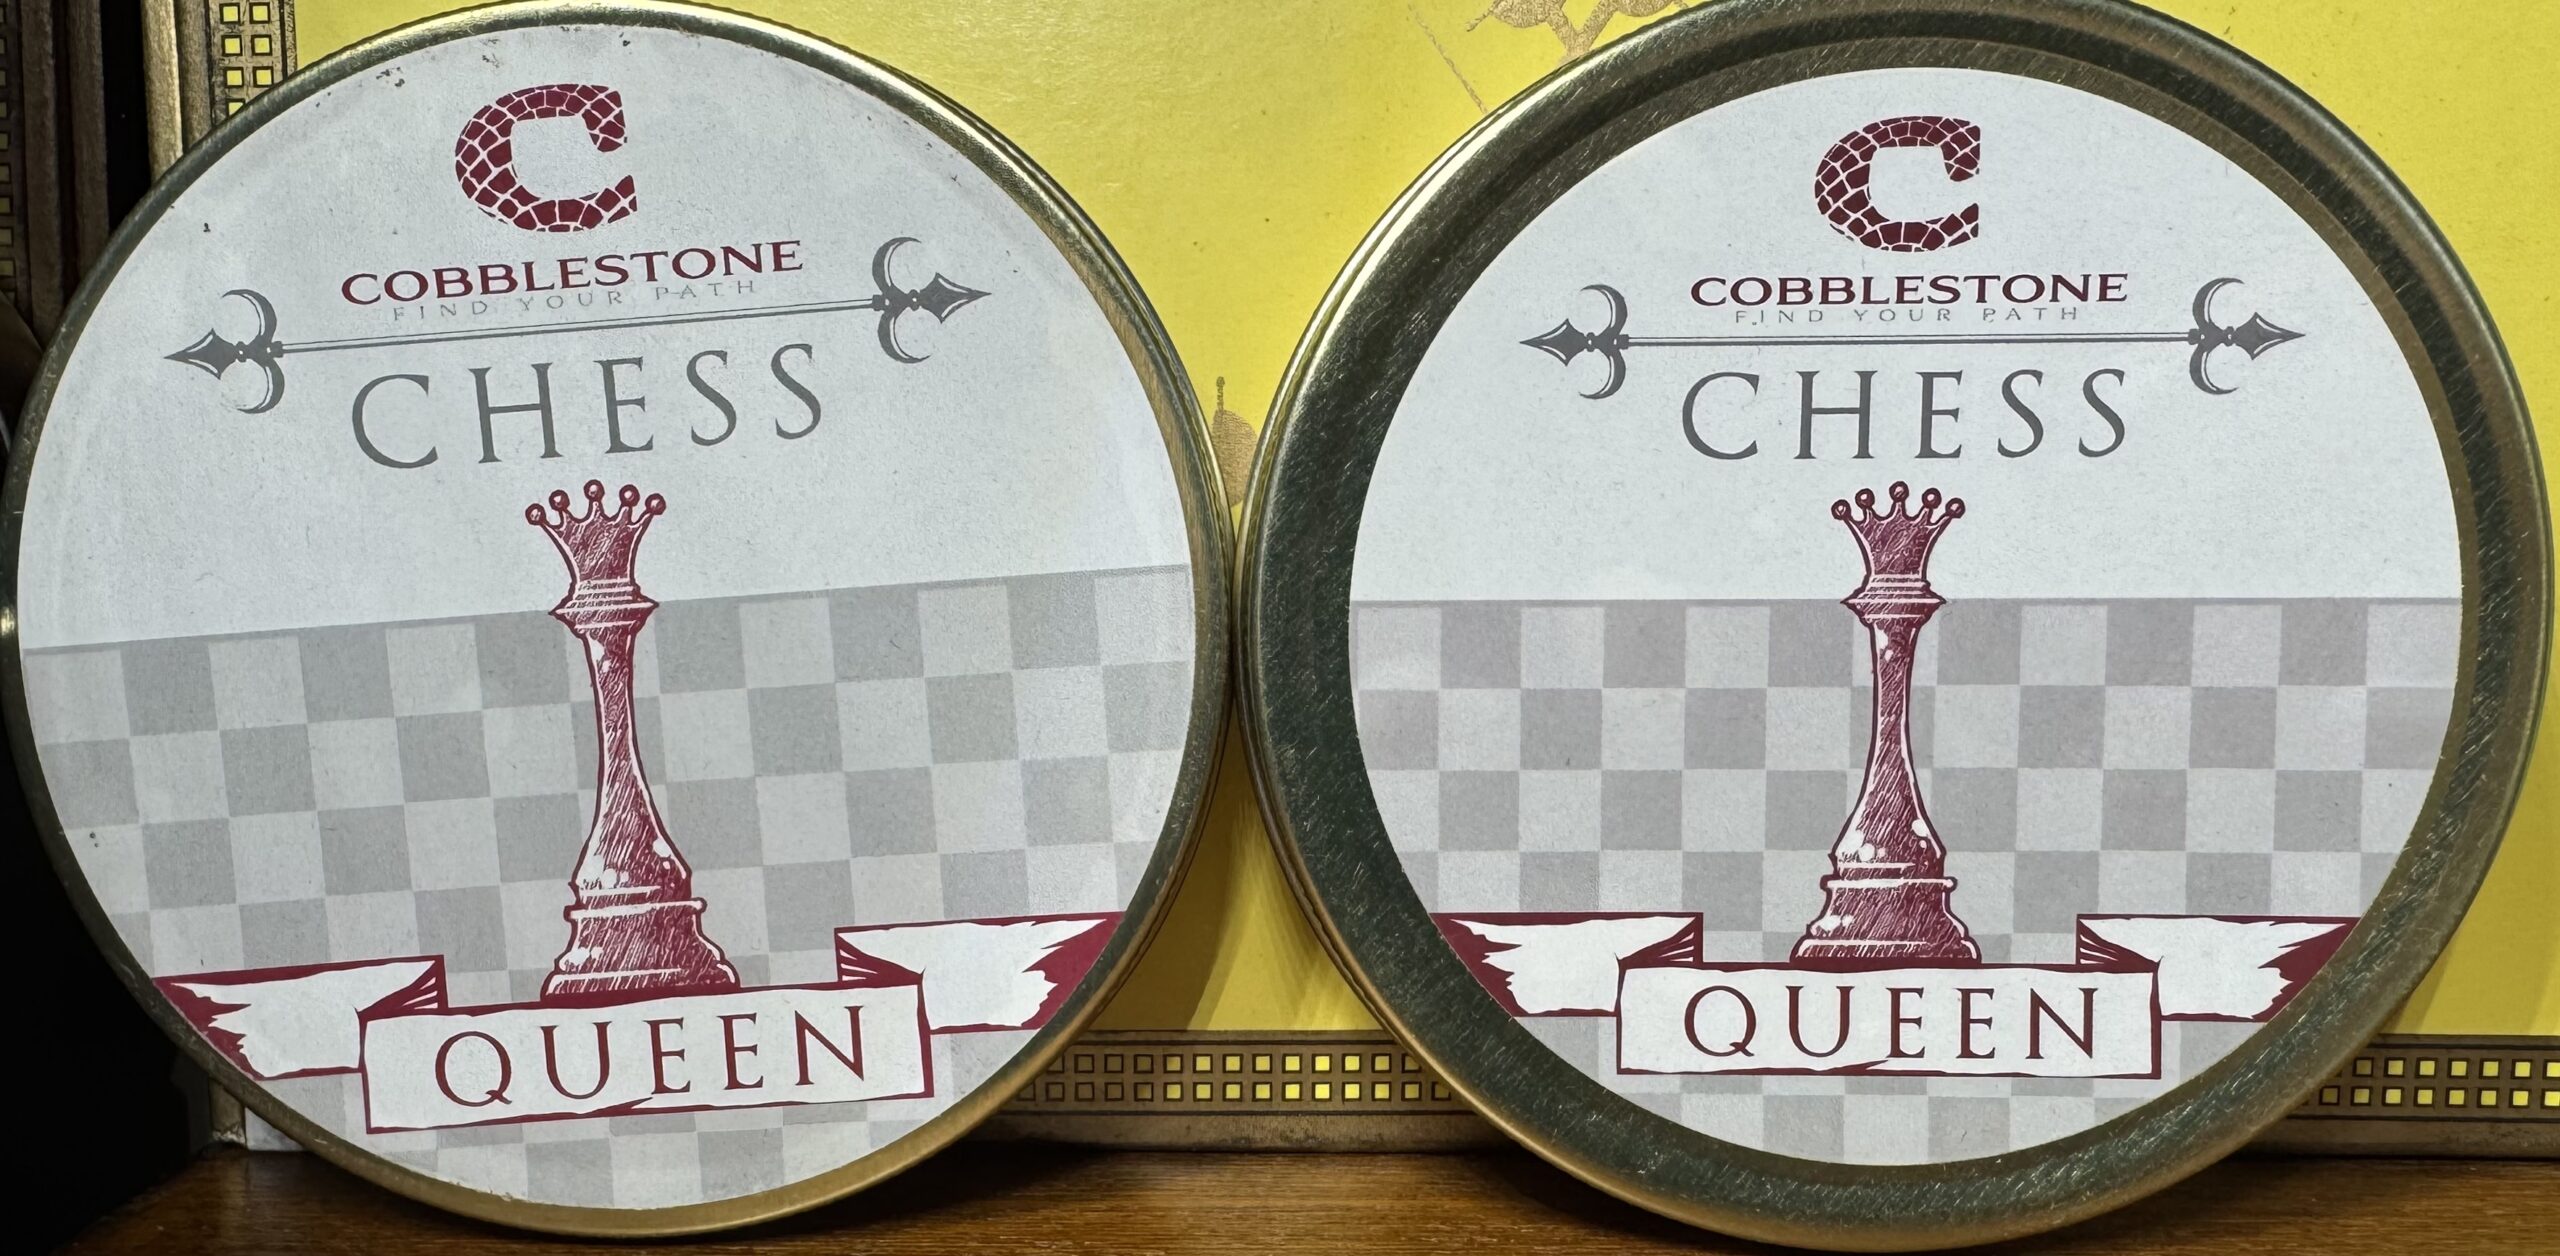 C
COBBLESTONE
FIND YOUR PATH
CHESS
QUEEN
C
COBBLESTONE
FIND YOUR PATH
CHESS
QUEEN